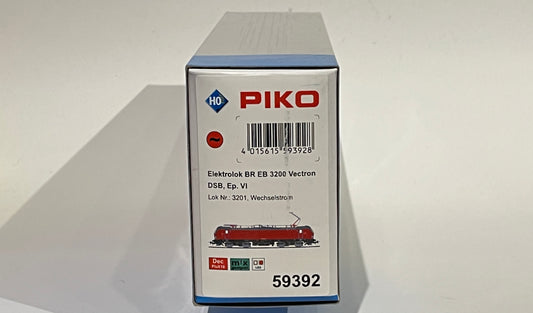 H0
PIKO
4 015615 593928
Elektrolok BR EB 3200 Vectron
DSB, Ep. VI
Lok Nr.: 3201, Wechselstrom
Dec
PluX16
59392